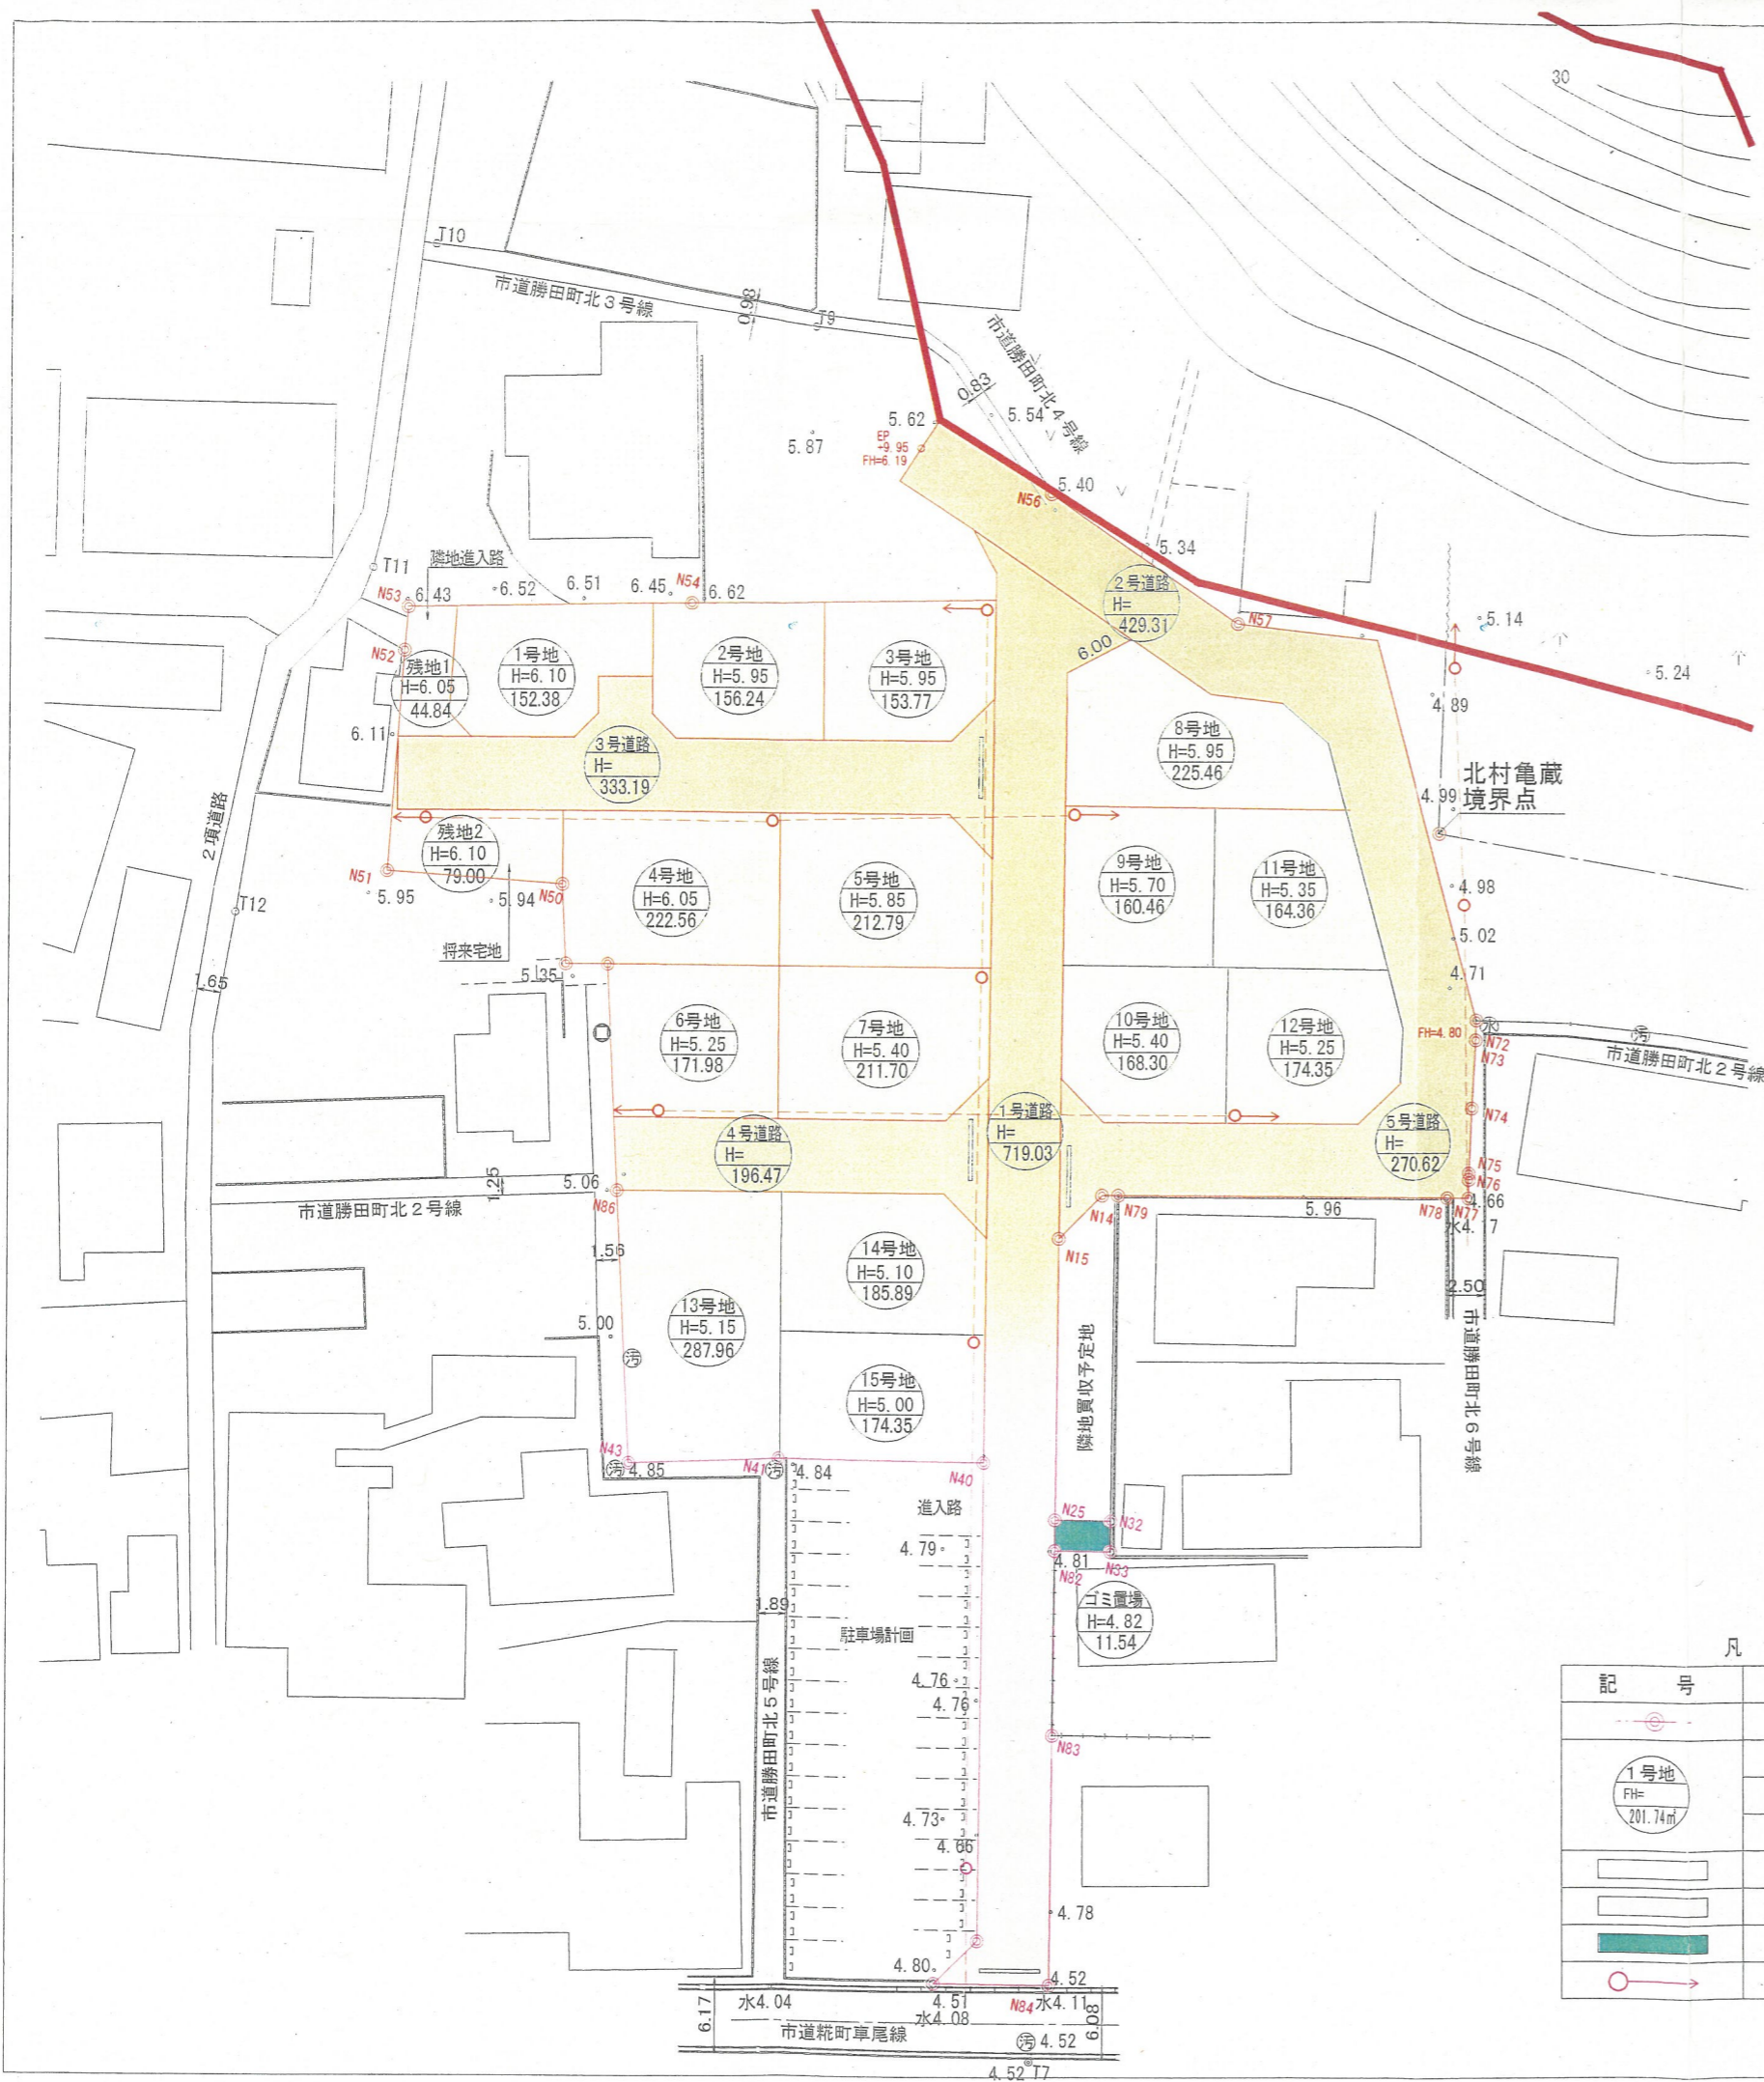 30
T10
市道勝田町北３号線
0.98
T9
市道勝田町北４号線
0.83
5.54
5.62
5.87
EP
+9.95
FH=6.19
5.40
N56
5.34
T11
隣地進入路
N53
6.43
6.52
6.51
6.45
N54
6.62
2号道路
H=
429.31
N57
5.14
6.00
5.24
N52
残地1
H=6.05
44.84
1号地
H=6.10
152.38
2号地
H=5.95
156.24
3号地
H=5.95
153.77
4.89
6.11
3号道路
H=
333.19
8号地
H=5.95
225.46
北村亀蔵
境界点
4.99
2項道路
残地2
H=6.10
79.00
N51
5.95
5.94
N50
4号地
H=6.05
222.56
5号地
H=5.85
212.79
9号地
H=5.70
160.46
11号地
H=5.35
164.36
4.98
T12
将来宅地
5.02
5.35
4.71
1.65
6号地
H=5.25
171.98
7号地
H=5.40
211.70
10号地
H=5.40
168.30
12号地
H=5.25
174.35
FH=4.80
水
N72
N73
汚
市道勝田町北２号線
N74
4号道路
H=
196.47
1号道路
H=
719.03
5号道路
H=
270.62
N75
N76
4.66
N77
N78
水4.17
1.25
5.06
N86
市道勝田町北２号線
N14
N79
5.96
N15
1.56
14号地
H=5.10
185.89
2.50
13号地
H=5.15
287.96
5.00
汚
隣地買収予定地
市道勝田町北６号線
15号地
H=5.00
174.35
N43
汚4.85
N41
汚
4.84
N40
進入路
N25
N32
4.79
4.81
N82
N33
ゴミ置場
H=4.82
11.54
1.89
駐車場計画
4.76
4.76
市道勝田町北５号線
N83
4.73
4.66
4.78
4.80
4.52
6.17
水4.04
4.51
水4.08
N84
水4.11
6.08
市道糀町車尾線
汚4.52
4.52
T7
凡
記 号
1号地
FH=
201.74㎡